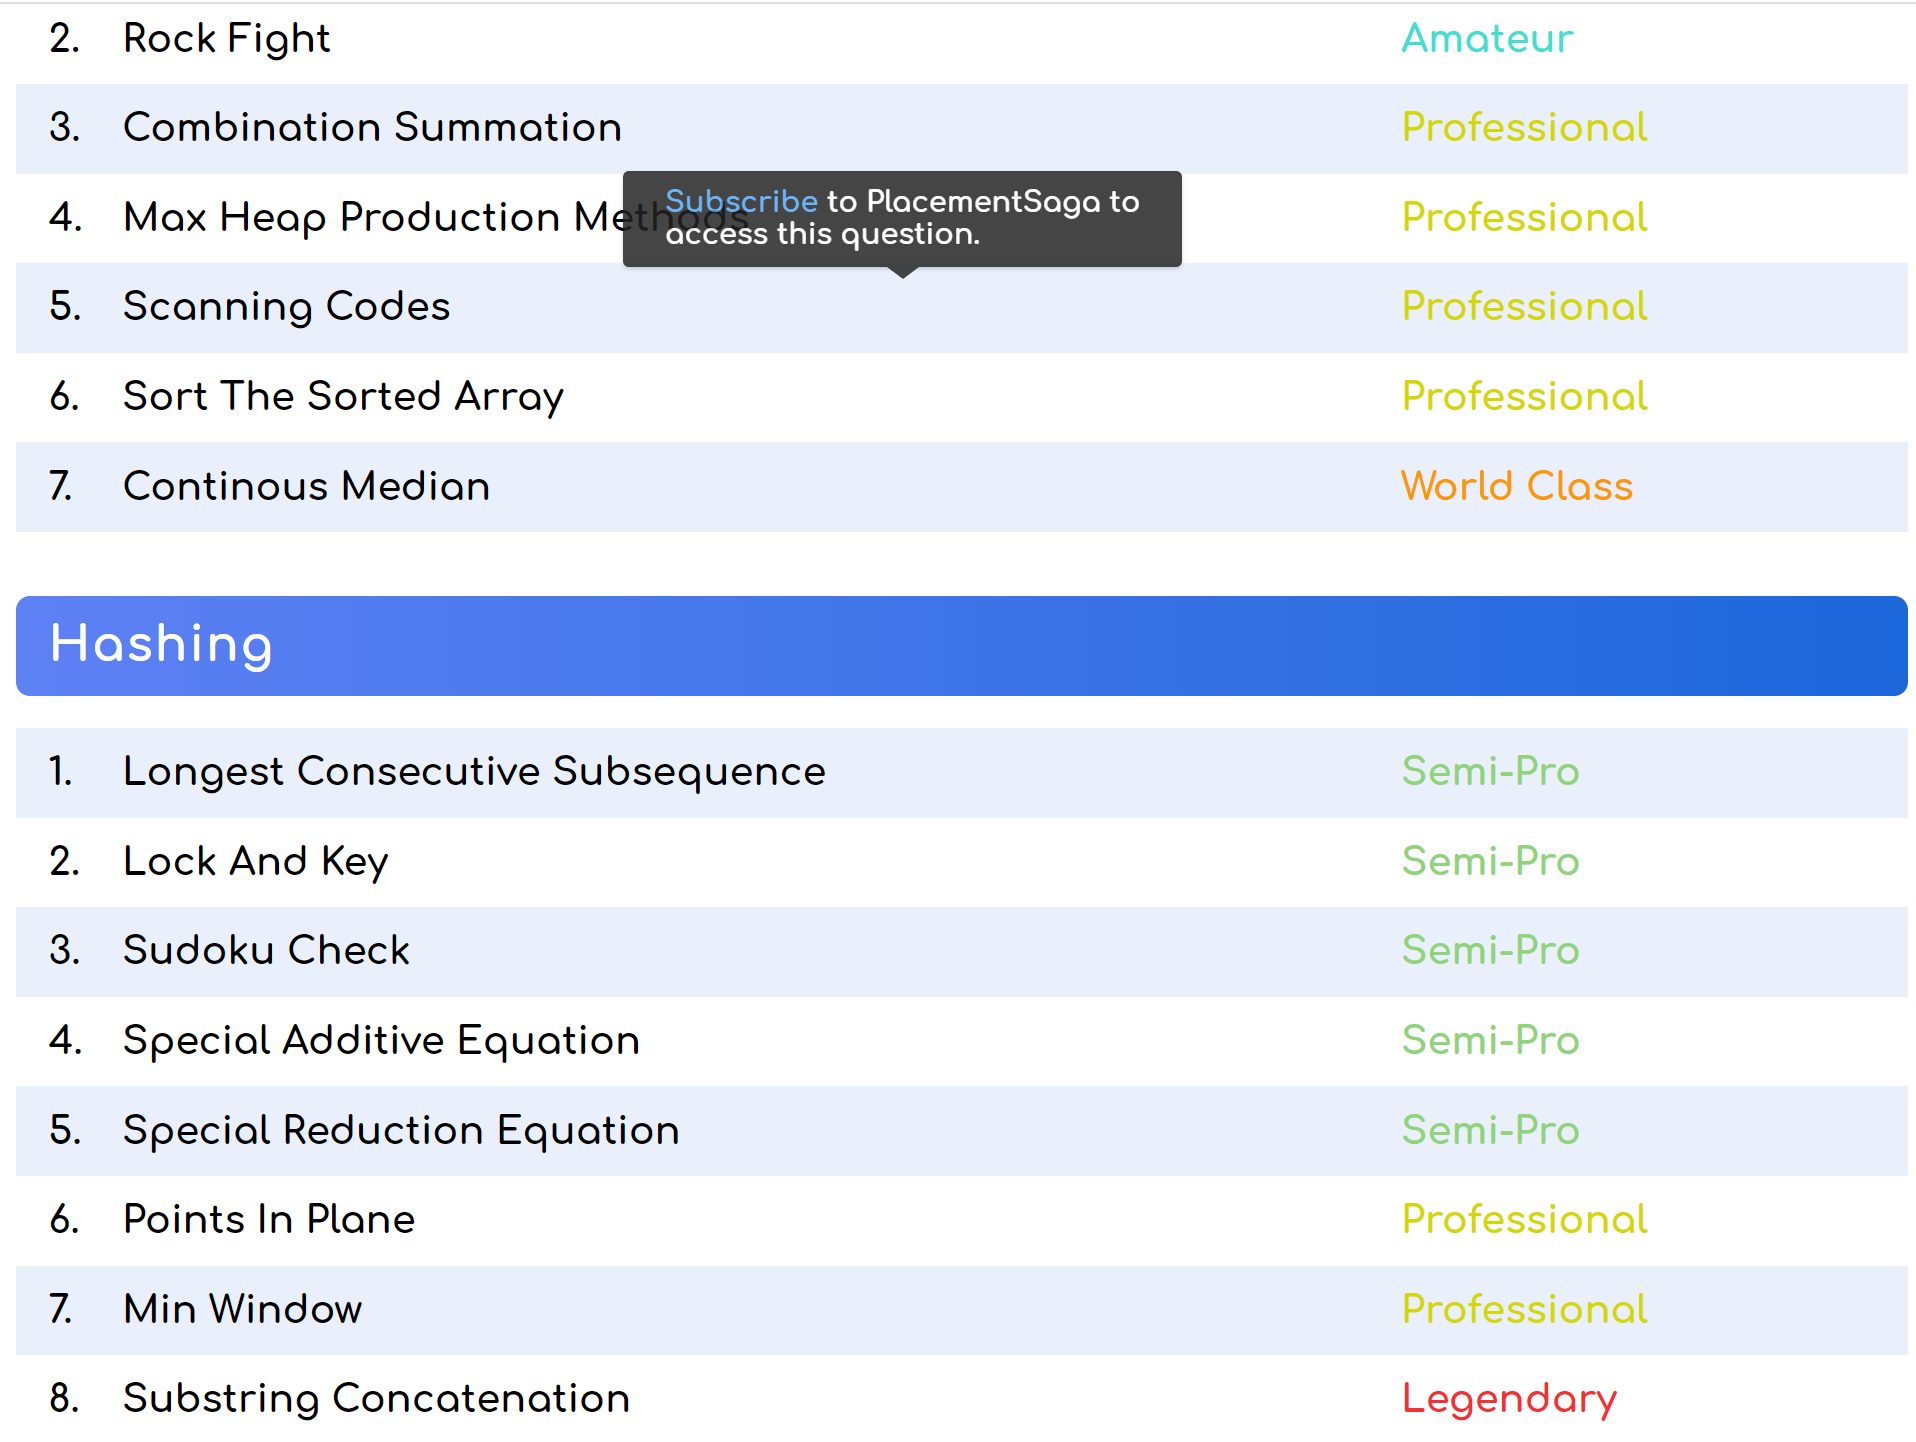 2. Rock Fight Amateur
3. Combination Summation Professional
4. Max Heap Production Methods Professional
Subscribe to PlacementSaga to
access this question.
5. Scanning Codes Professional
6. Sort The Sorted Array Professional
7. Continous Median World Class
Hashing
1. Longest Consecutive Subsequence Semi-Pro
2. Lock And Key Semi-Pro
3. Sudoku Check Semi-Pro
4. Special Additive Equation Semi-Pro
5. Special Reduction Equation Semi-Pro
6. Points In Plane Professional
7. Min Window Professional
8. Substring Concatenation Legendary